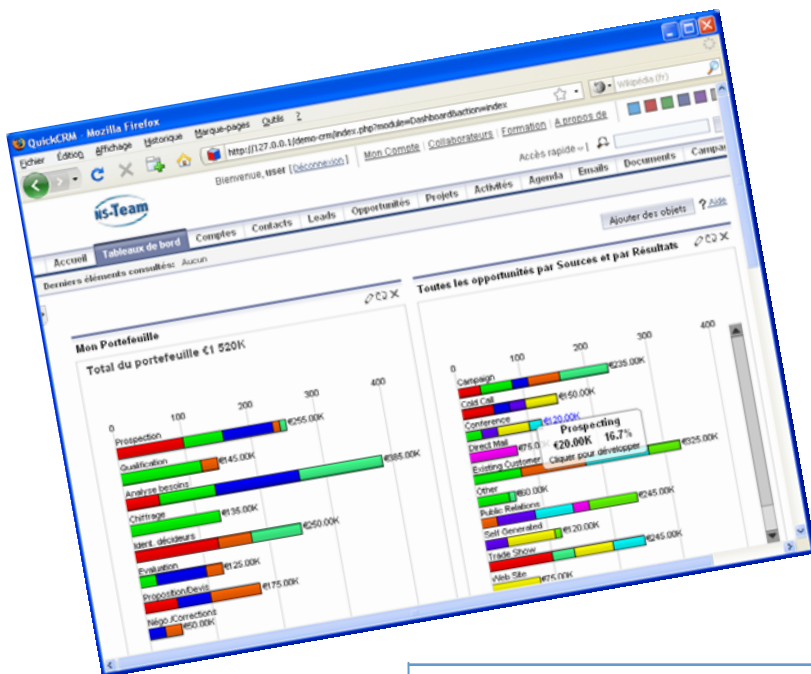 QuickCRM - Mozilla Firefox
Fichier Édition Affichage Historique Marque-pages Outils ?
http://127.0.0.1/demo-crm/index.php?module=Dashboard&action=index
Wikipédia (fr)
Bienvenue, user [Déconnexion] Mon Compte | Collaborateurs | Formation | A propos de
NS-Team
Accès rapide
Accueil Tableaux de bord Comptes Contacts Leads Opportunités Projets Activités Agenda Emails Documents
Derniers éléments consultés: Aucun
Ajouter des objets ? Aide
Mon Portefeuille
Total du portefeuille €1 520K
0 100 200 300 400
Prospection
€255.00K
Qualification
€145.00K
Analyse besoins
€385.00K
Chiffrage
€135.00K
Ident. décideurs
€250.00K
Evaluation
€125.00K
Proposition/Devis
€175.00K
Négo./Corrections
€50.00K
Toutes les opportunités par Sources et par Résultats
0 100 200 300 400
Campaign
€235.00K
Cold Call
€150.00K
Conference
€120.00K
Direct Mail
Prospecting
€20.00K 16.7%
Cliquer pour développer
Existing Customer
€325.00K
Other
€60.00K
Public Relations
€245.00K
Self Generated
€120.00K
Trade Show
€245.00K
Web Site
€75.00K